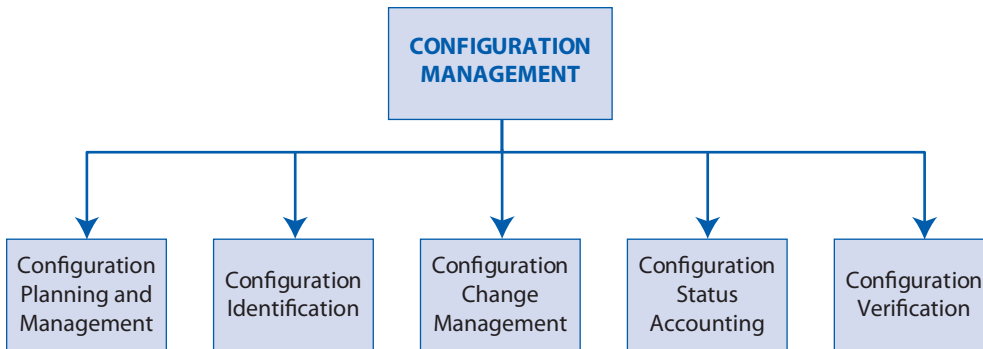 CONFIGURATION
MANAGEMENT
Configuration
Planning and
Management
Configuration
Identification
Configuration
Change
Management
Configuration
Status
Accounting
Configuration
Verification